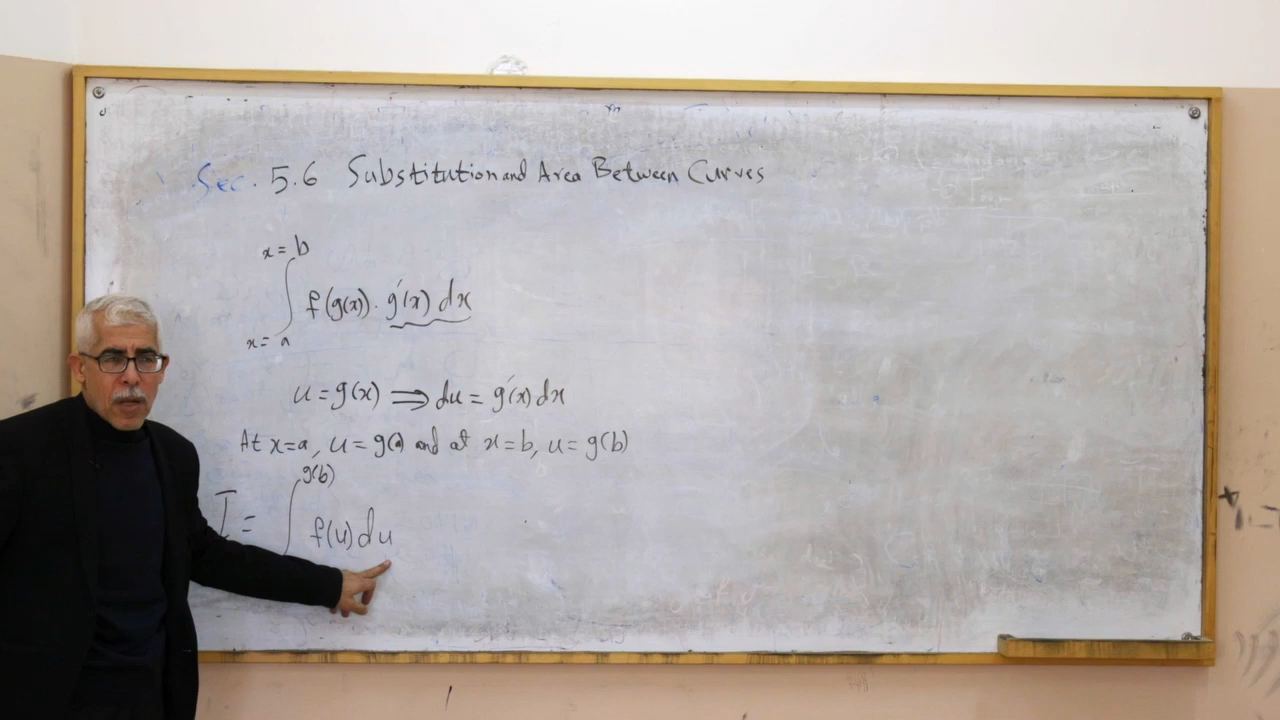 Sec. 5.6 Substitution and Area Between Curves
x = b
∫ f(g(x)) · g'(x) dx
x = a
u = g(x) ⟹ du = g'(x) dx
At x=a, u = g(a) and at x=b, u = g(b)
g(b)
I = ∫ f(u) du